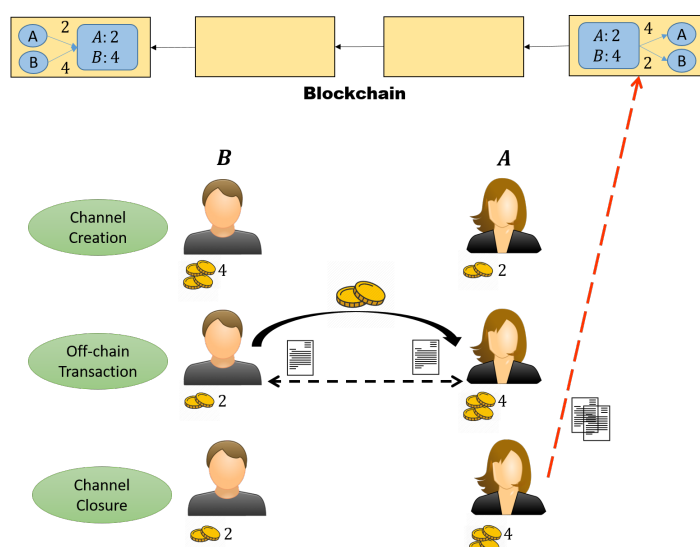 A 2 A: 2
B 4 B: 4
A: 2 4 A
B: 4 2 B
Blockchain
B A
Channel
Creation
4 2
Off-chain
Transaction
2 4
Channel
Closure
2 4